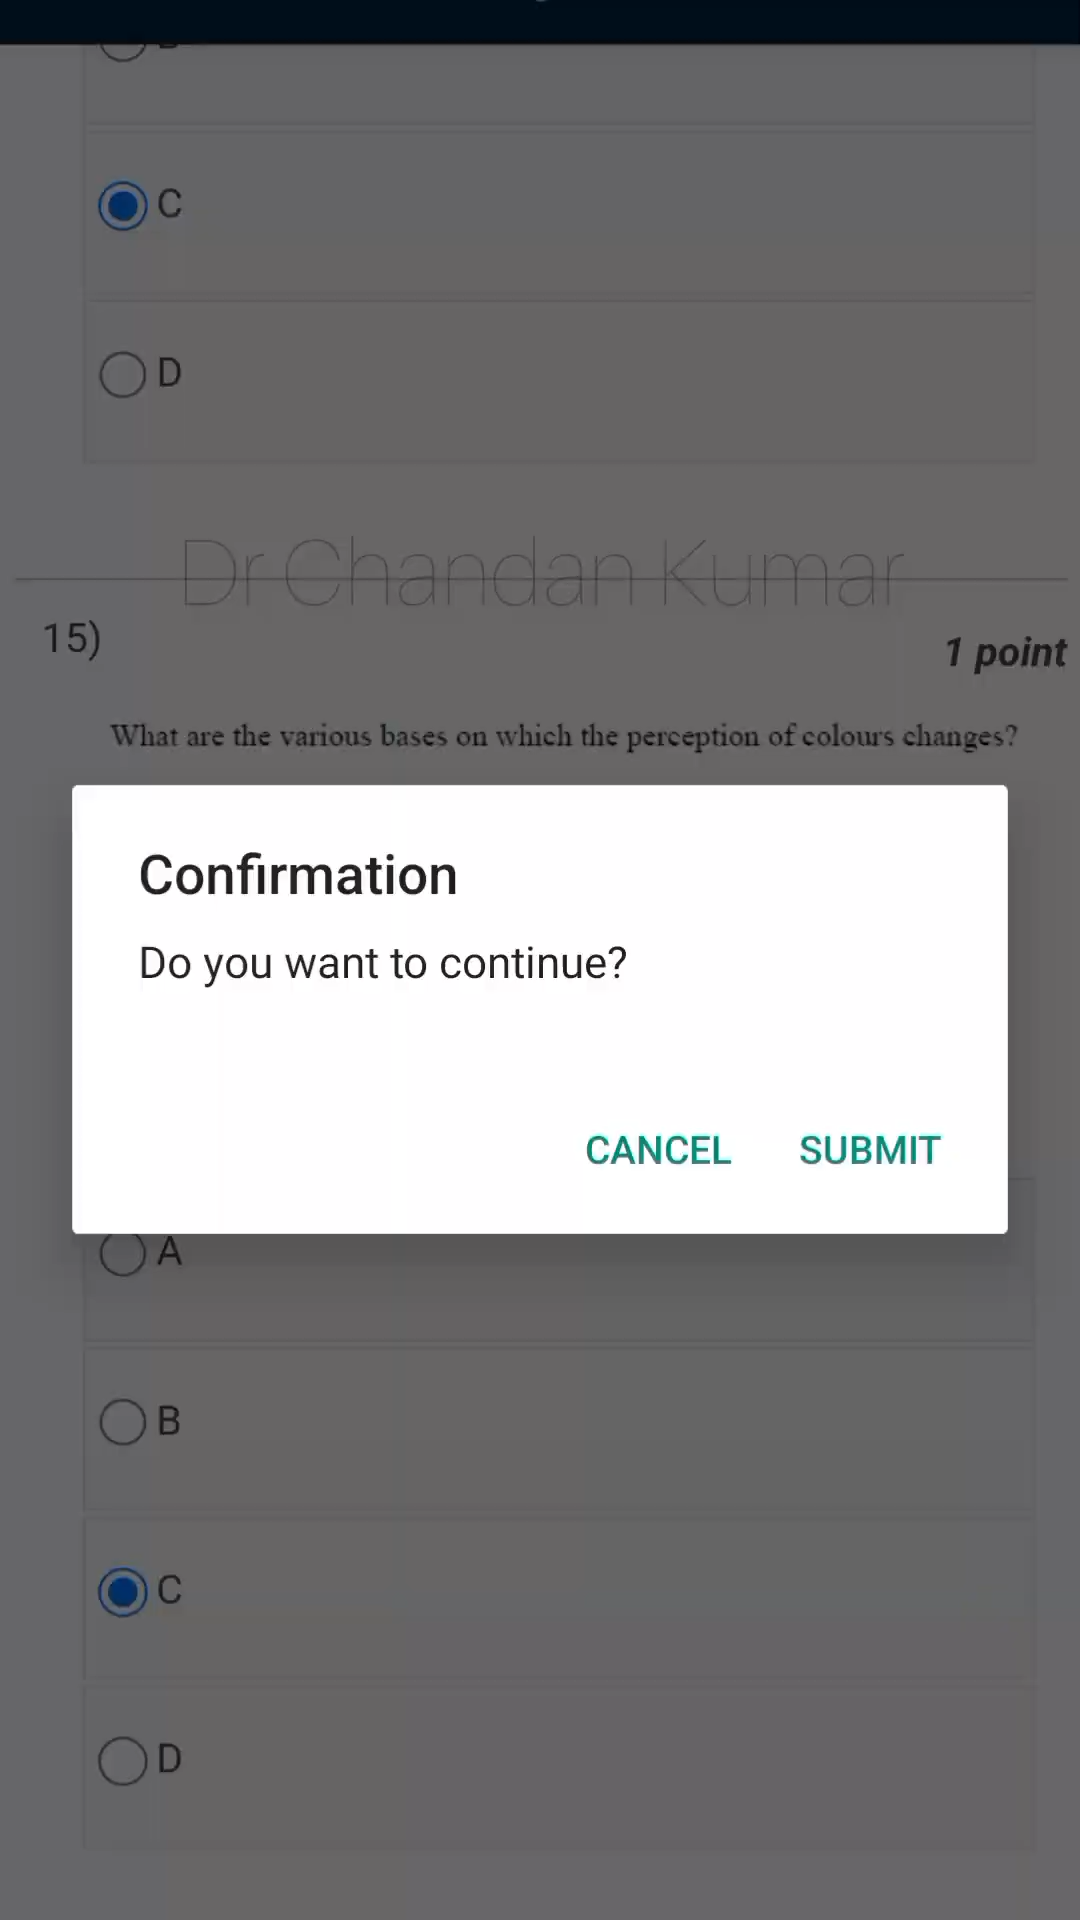 C
D
Dr Chandan Kumar
15)
1 point
What are the various bases on which the perception of colours changes?
Confirmation
Do you want to continue?
CANCEL SUBMIT
A
B
C
D